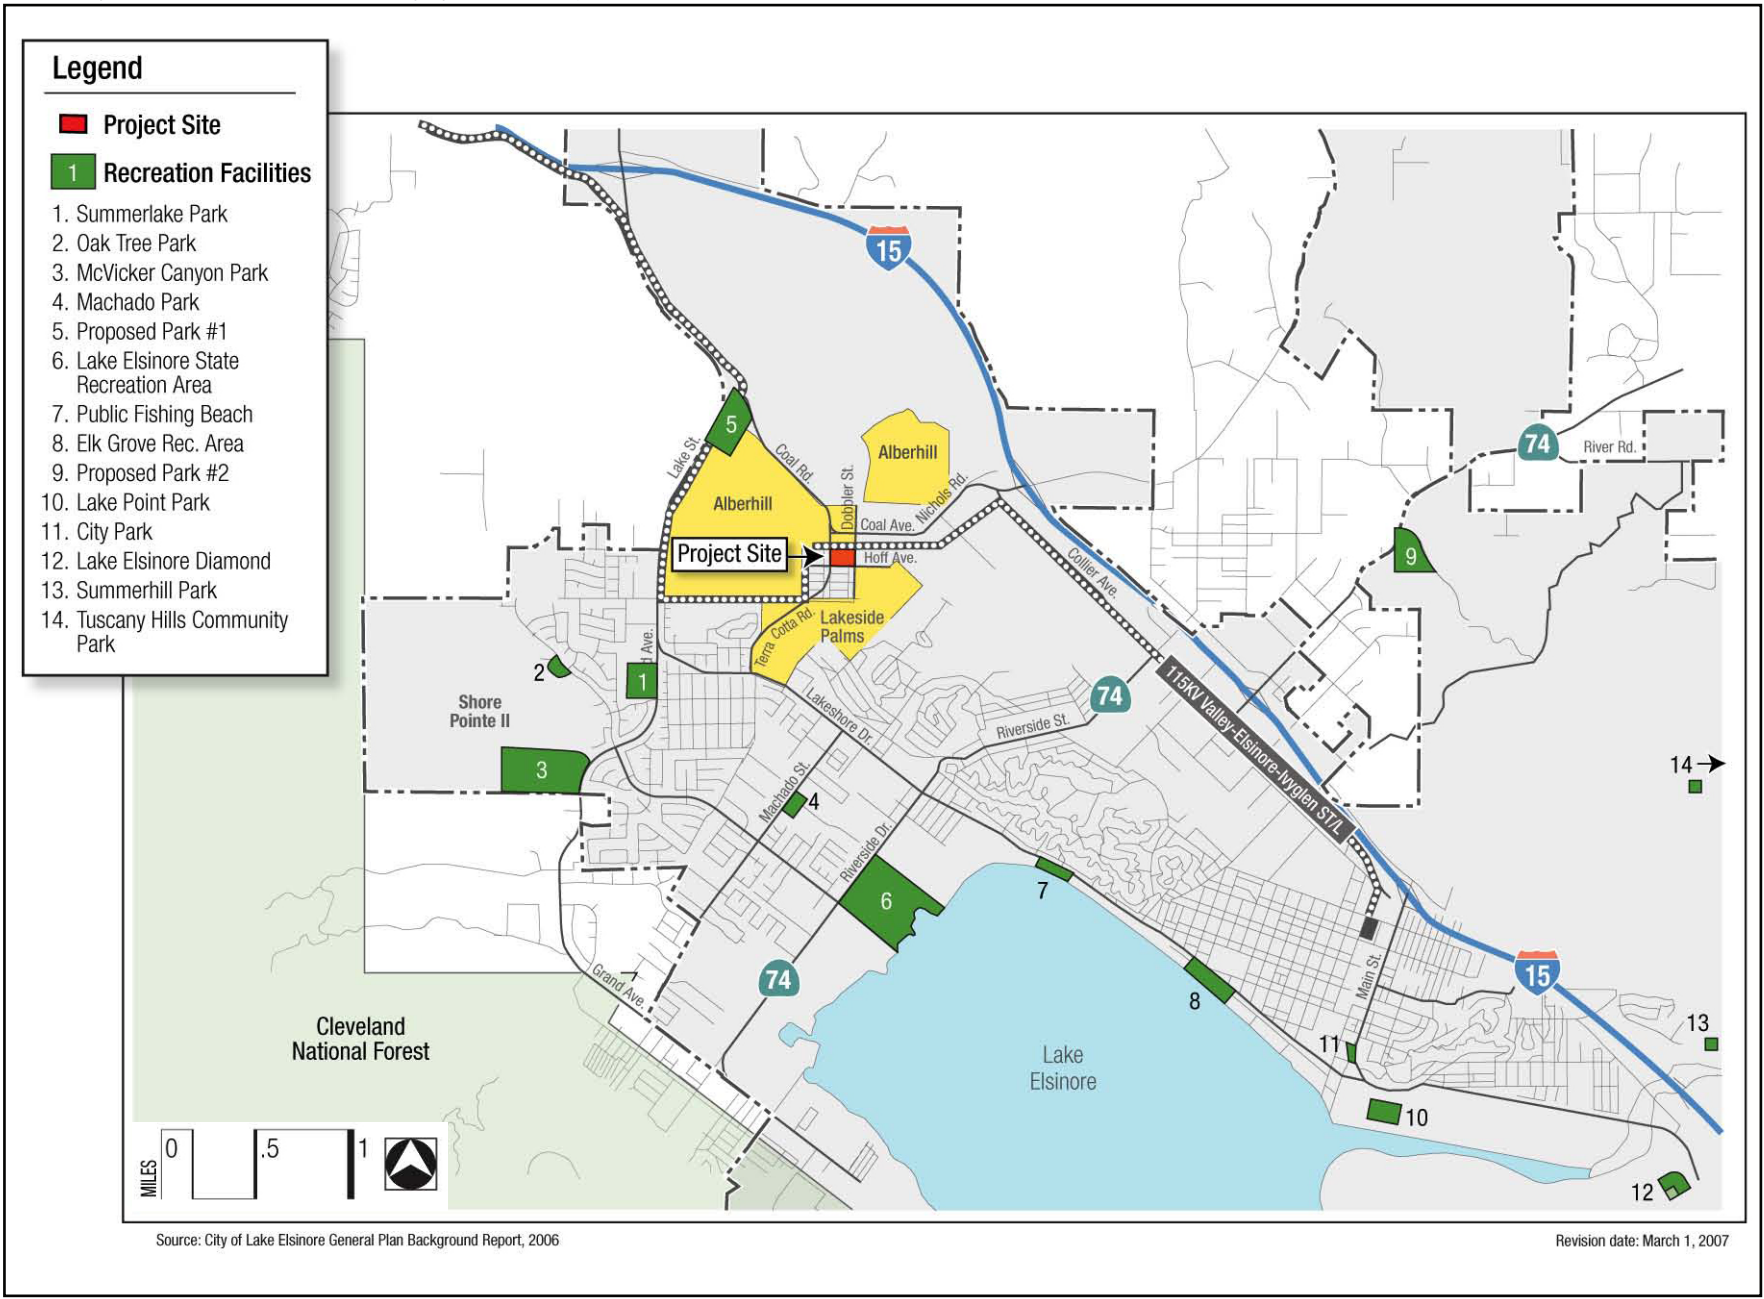 Legend
Project Site
1 Recreation Facilities
1. Summerlake Park
2. Oak Tree Park
3. McVicker Canyon Park
4. Machado Park
5. Proposed Park #1
6. Lake Elsinore State
Recreation Area
7. Public Fishing Beach
8. Elk Grove Rec. Area
9. Proposed Park #2
10. Lake Point Park
11. City Park
12. Lake Elsinore Diamond
13. Summerhill Park
14. Tuscany Hills Community
Park
15
5
Lake St.
Coal Rd.
Alberhill
Alberhill
Dobbler St.
Nichols Rd.
Coal Ave.
Project Site
Hoff Ave.
Collier Ave.
74
River Rd.
9
Terra Cotta Rd.
Lakeside
Palms
d Ave.
2
1
Shore
Pointe II
3
74
Riverside St.
Lakeshore Dr.
115KV Valley-Elsinore-Ivyglen ST/L
14
Machado St.
4
Riverside Dr.
6
7
8
74
Grand Ave.
Main St.
15
13
Cleveland
National Forest
Lake
Elsinore
11
10
12
MILES
0 .5 1
Source: City of Lake Elsinore General Plan Background Report, 2006
Revision date: March 1, 2007